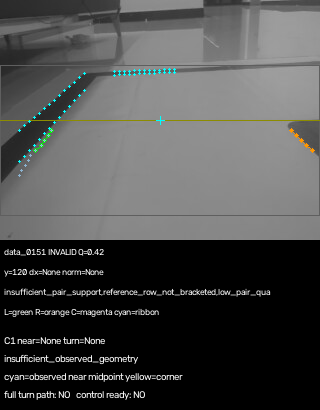 data_0151 INVALID Q=0.42
y=120 dx=None norm=None
insufficient_pair_support,reference_row_not_bracketed,low_pair_qua
L=green R=orange C=magenta cyan=ribbon
C1 near=None turn=None
insufficient_observed_geometry
cyan=observed near midpoint yellow=corner
full turn path: NO control ready: NO